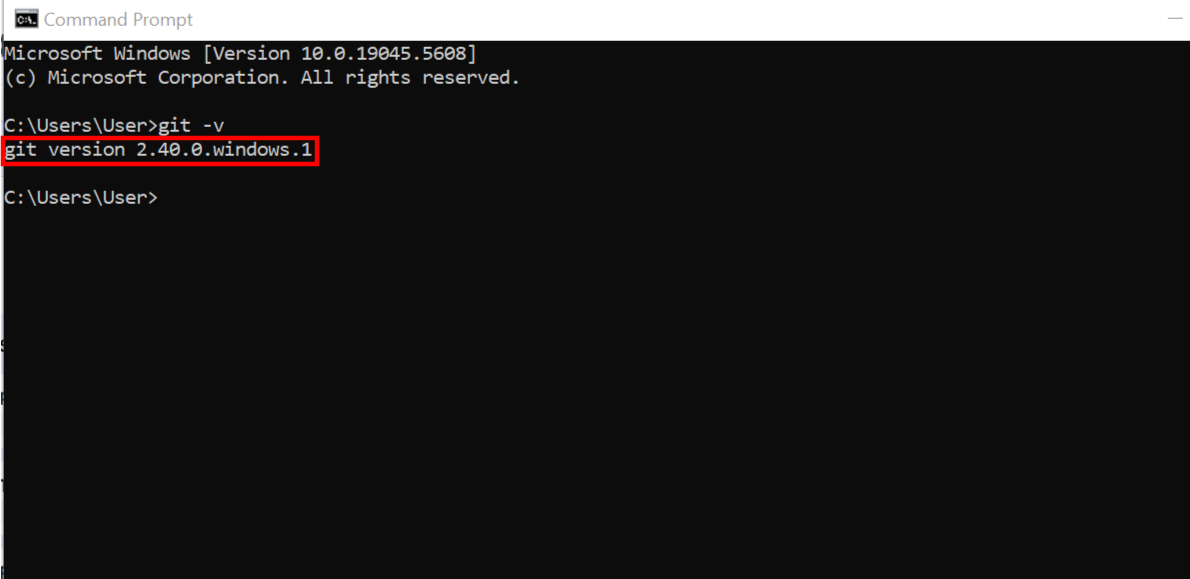 Command Prompt
Microsoft Windows [Version 10.0.19045.5608]
(c) Microsoft Corporation. All rights reserved.
C:\Users\User>git -v
git version 2.40.0.windows.1
C:\Users\User>